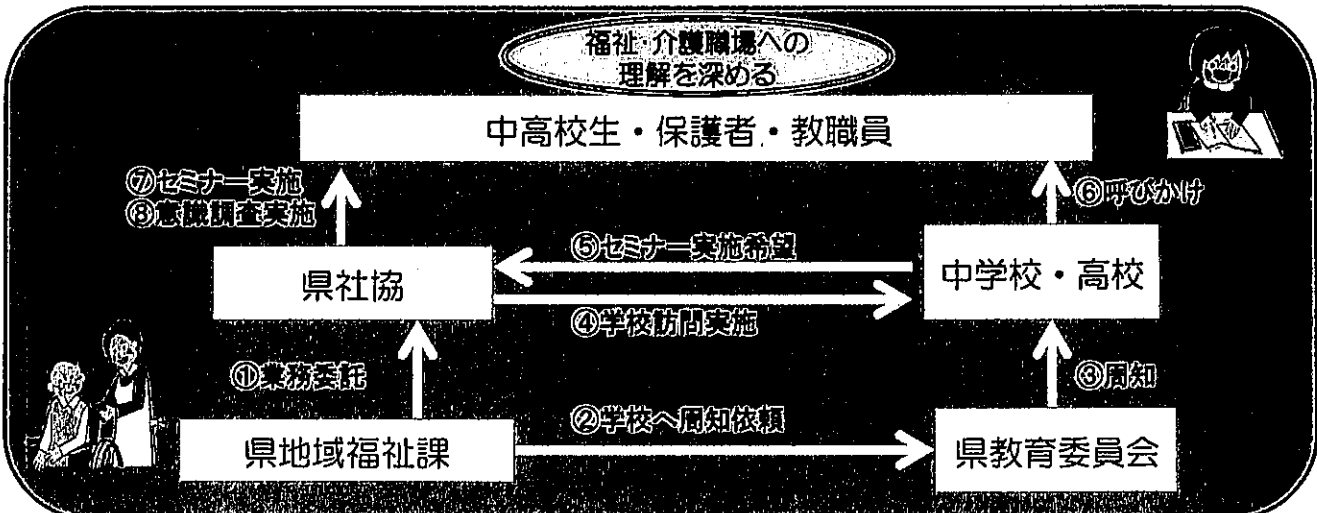 福祉・介護職場への
理解を深める
中高校生・保護者・教職員
⑦セミナー実施
⑧意識調査実施
⑥呼びかけ
⑤セミナー実施希望
県社協
中学校・高校
④学校訪問実施
①業務委託
③周知
②学校へ周知依頼
県地域福祉課
県教育委員会